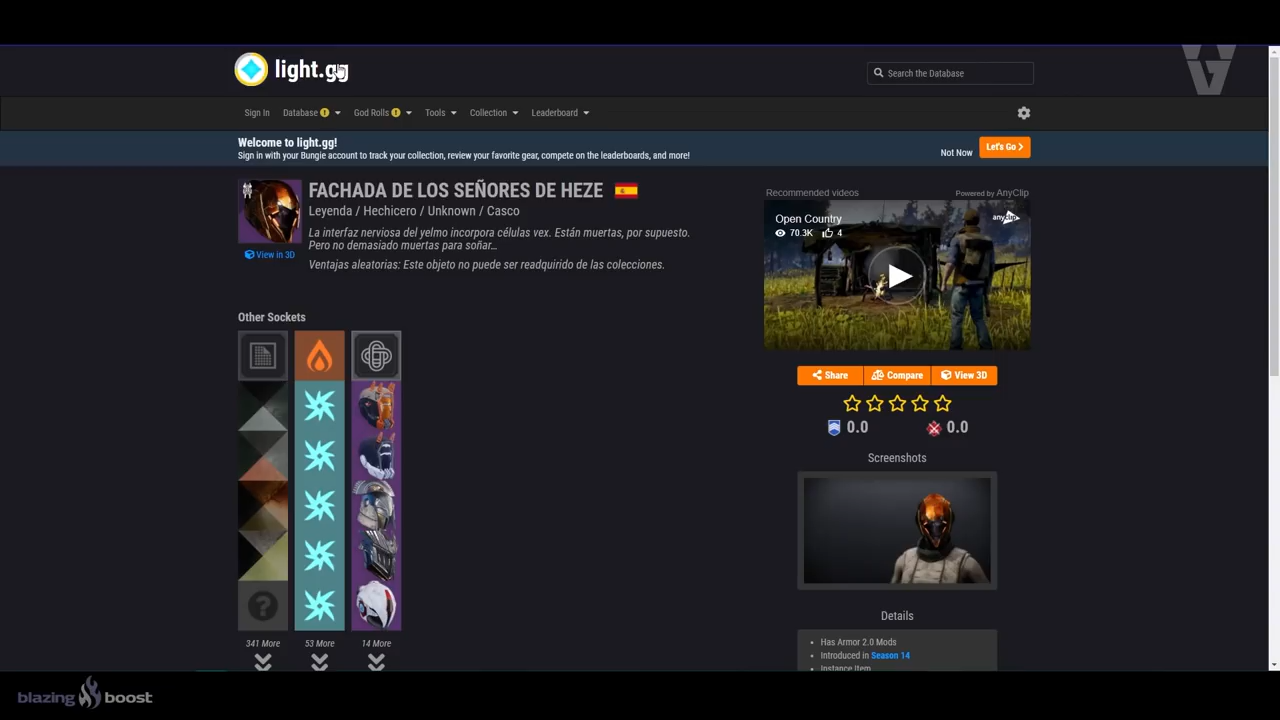 light.gg
Search the Database
Sign In Database God Rolls Tools Collection Leaderboard
Welcome to light.gg!
Sign in with your Bungie account to track your collection, review your favorite gear, compete on the leaderboards, and more!
Not Now
Let's Go
FACHADA DE LOS SEÑORES DE HEZE
Leyenda / Hechicero / Unknown / Casco
La interfaz nerviosa del yelmo incorpora células vex. Están muertas, por supuesto.
Pero no demasiado muertas para soñar...
View in 3D
Ventajas aleatorias: Este objeto no puede ser readquirido de las colecciones.
Recommended videos
Powered by AnyClip
Open Country
anyclip
70.3K 4
Other Sockets
341 More
53 More
14 More
Share Compare View 3D
0.0 0.0
Screenshots
Details
Has Armor 2.0 Mods
Introduced in Season 14
Instance Item
blazing boost